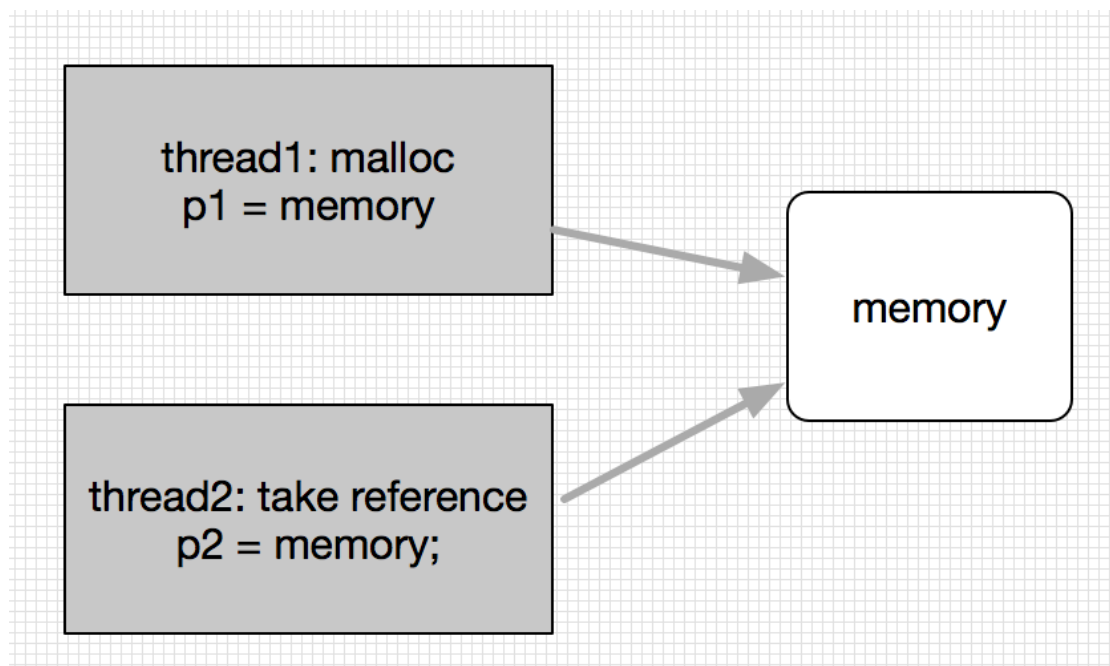 thread1: malloc
p1 = memory
memory
thread2: take reference
p2 = memory;